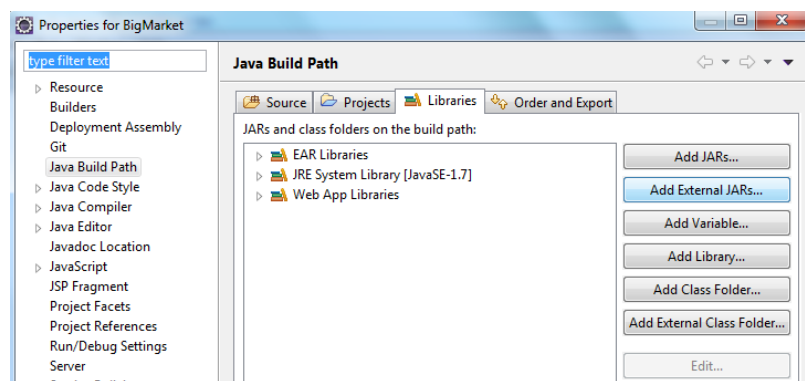 Properties for BigMarket
type filter text
Resource
Builders
Deployment Assembly
Git
Java Build Path
Java Code Style
Java Compiler
Java Editor
Javadoc Location
JavaScript
JSP Fragment
Project Facets
Project References
Run/Debug Settings
Server
Java Build Path
Source
Projects
Libraries
Order and Export
JARs and class folders on the build path:
EAR Libraries
JRE System Library [JavaSE-1.7]
Web App Libraries
Add JARs...
Add External JARs...
Add Variable...
Add Library...
Add Class Folder...
Add External Class Folder...
Edit...